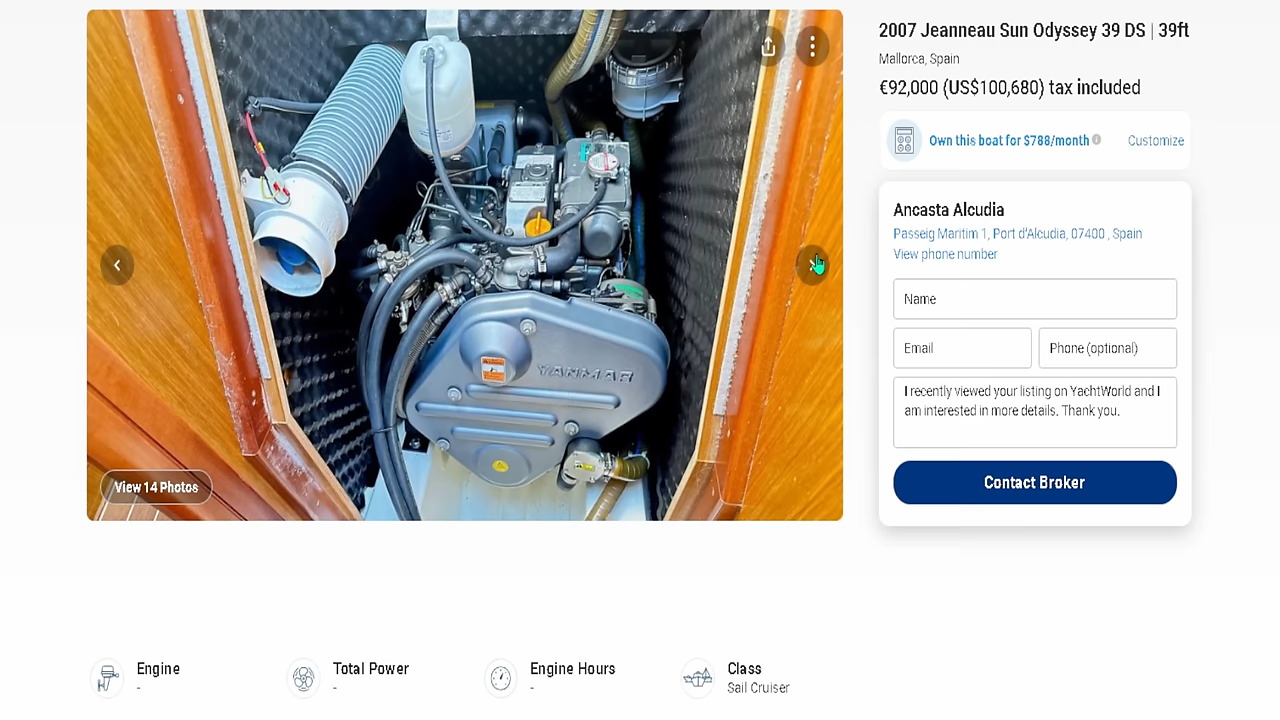 2007 Jeanneau Sun Odyssey 39 DS | 39ft
Mallorca, Spain
€92,000 (US$100,680) tax included
Own this boat for $788/month
Customize
Ancasta Alcudia
Passeig Maritim 1, Port d'Alcudia, 07400 , Spain
View phone number
Name
Email
Phone (optional)
I recently viewed your listing on YachtWorld and I
am interested in more details. Thank you.
Contact Broker
YANMAR
View 14 Photos
Engine
-
Total Power
-
Engine Hours
-
Class
Sail Cruiser